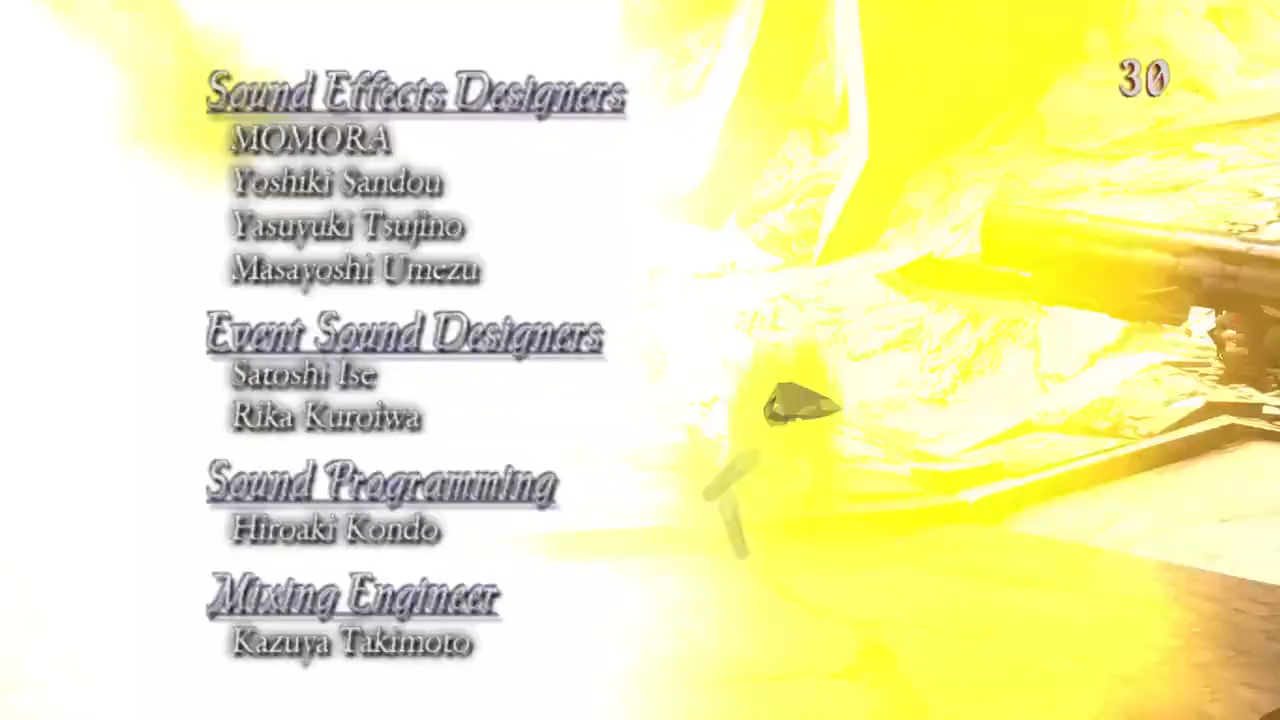 Sound Effects Designers
30
MOMORA
Yoshiki Sandou
Yasuyuki Tsujino
Masayoshi Umezu
Event Sound Designers
Satoshi Ise
Rika Kuroiwa
Sound Programming
Hiroaki Kondo
Mixing Engineer
Kazuya Takimoto